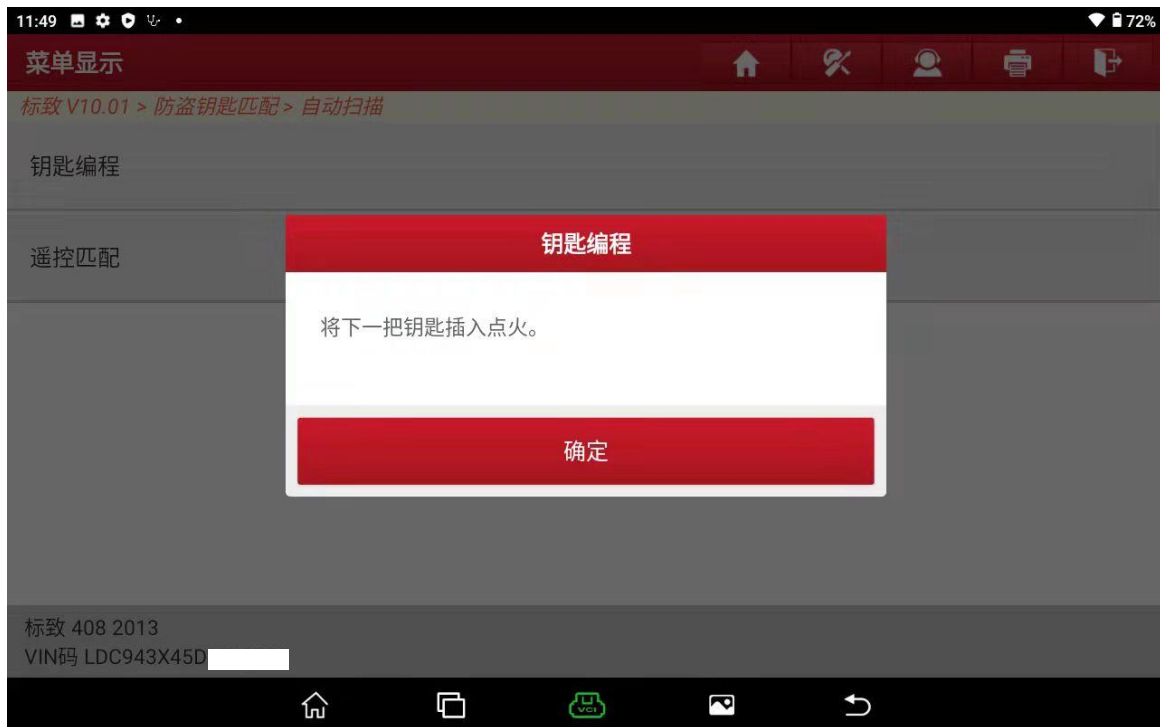 11:49
72%
菜单显示
标致 V10.01 > 防盗钥匙匹配 > 自动扫描
钥匙编程
遥控匹配
钥匙编程
将下一把钥匙插入点火。
确定
标致 408 2013
VIN码 LDC943X45D
VCI